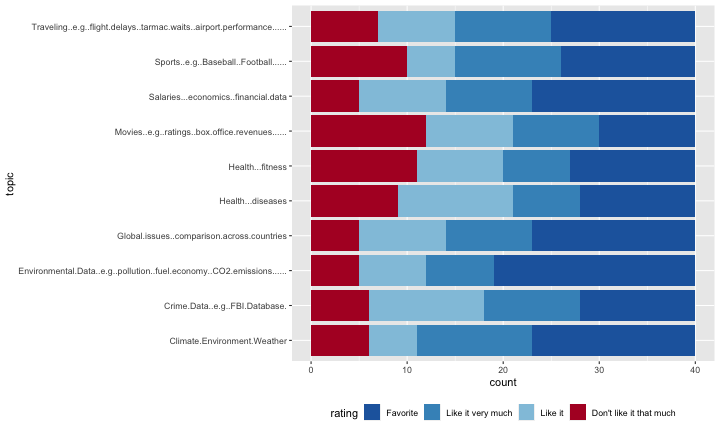 Traveling..e.g..flight.delays..tarmac.waits..airport.performance......
Sports..e.g..Baseball..Football......
Salaries...economics..financial.data
Movies..e.g..ratings..box.office.revenues......
Health...fitness
Health...diseases
Global.issues..comparison.across.countries
Environmental.Data..e.g..pollution..fuel.economy..CO2.emissions......
Crime.Data..e.g..FBI.Database.
Climate.Environment.Weather
topic
0 10 20 30 40
count
rating Favorite Like it very much Like it Don't like it that much